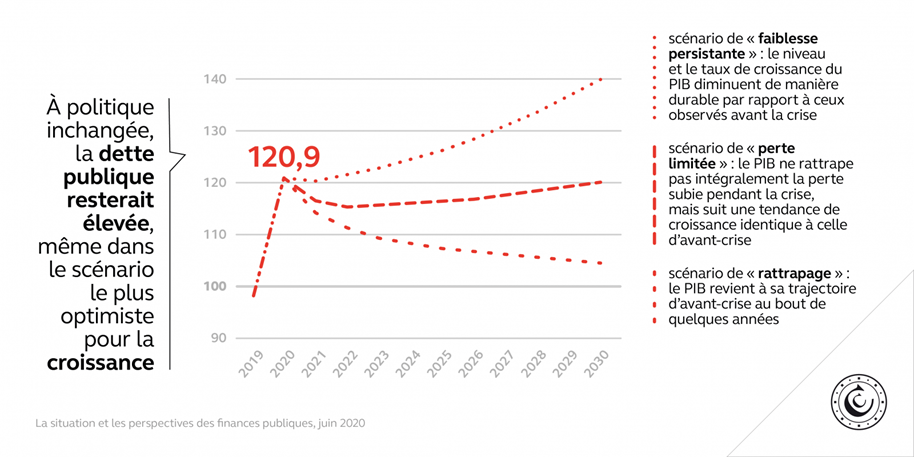 À politique
inchangée,
la dette
publique
resterait
élevée,
même dans
le scénario
le plus
optimiste
pour la
croissance
140
130
120
110
100
90
120,9
2019
2020
2021
2022
2023
2024
2025
2026
2027
2028
2029
2030
scénario de « faiblesse
persistante » : le niveau
et le taux de croissance du
PIB diminuent de manière
durable par rapport à ceux
observés avant la crise
scénario de « perte
limitée » : le PIB ne rattrape
pas intégralement la perte
subie pendant la crise,
mais suit une tendance de
croissance identique à celle
d’avant-crise
scénario de « rattrapage » :
le PIB revient à sa trajectoire
d’avant-crise au bout de
quelques années
La situation et les perspectives des finances publiques, juin 2020